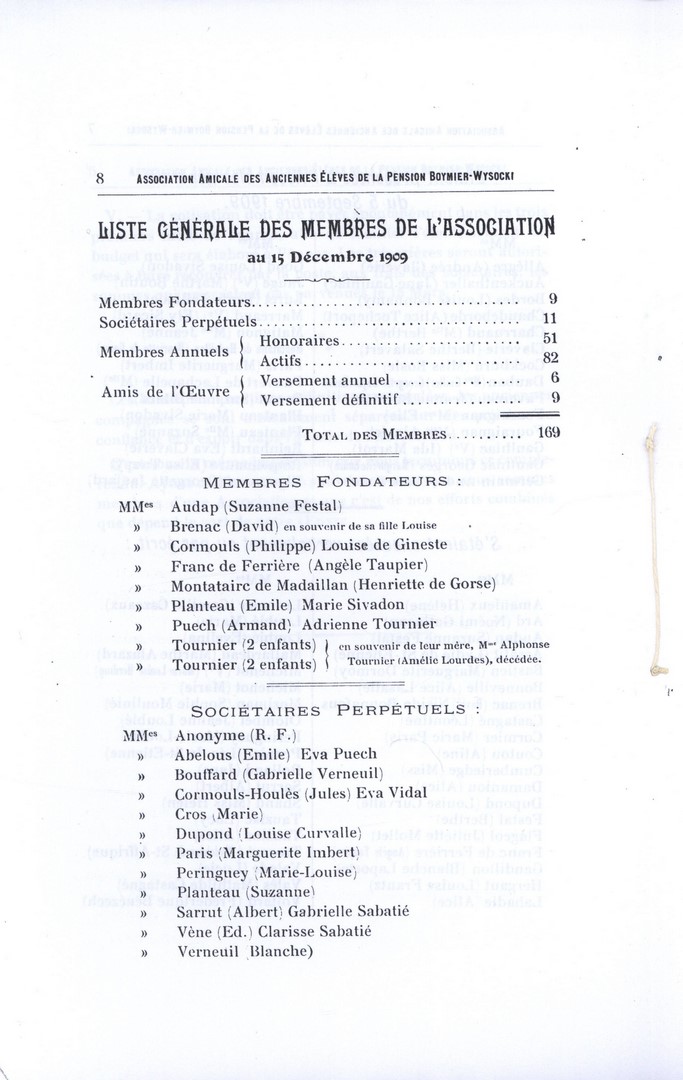 8 ASSOCIATION AMICALE DES ANCIENNES ÉLÈVES DE LA PENSION BOYMIER-WYSOCKI
LISTE GÉNÉRALE DES MEMBRES DE L'ASSOCIATION
au 15 Décembre 1909
Membres Fondateurs........ 9
Sociétaires Perpétuels........ 11
Membres Annuels { Honoraires........ 51
Actifs........ 82
Amis de l'Œuvre { Versement annuel........ 6
Versement définitif........ 9
TOTAL DES MEMBRES.......... 169
MEMBRES FONDATEURS :
MMes Audap (Suzanne Festal)
» Brenac (David) en souvenir de sa fille Louise
» Cormouls (Philippe) Louise de Gineste
» Franc de Ferrière (Angèle Taupier)
» Montataire de Madaillan (Henriette de Gorse)
» Planteau (Emile) Marie Sivadon
» Puech (Armand) Adrienne Tournier
» Tournier (2 enfants) } en souvenir de leur mère, Mme Alphonse
» Tournier (2 enfants) { Tournier (Amélie Lourdes), décédée.
SOCIÉTAIRES PERPÉTUELS :
MMes Anonyme (R. F.)
» Abelous (Emile) Eva Puech
» Bouffard (Gabrielle Verneuil)
» Cormouls-Houlès (Jules) Eva Vidal
» Cros (Marie)
» Dupond (Louise Curvalle)
» Paris (Marguerite Imbert)
» Peringuey (Marie-Louise)
» Planteau (Suzanne)
» Sarrut (Albert) Gabrielle Sabatié
» Vène (Ed.) Clarisse Sabatié
» Verneuil Blanche)